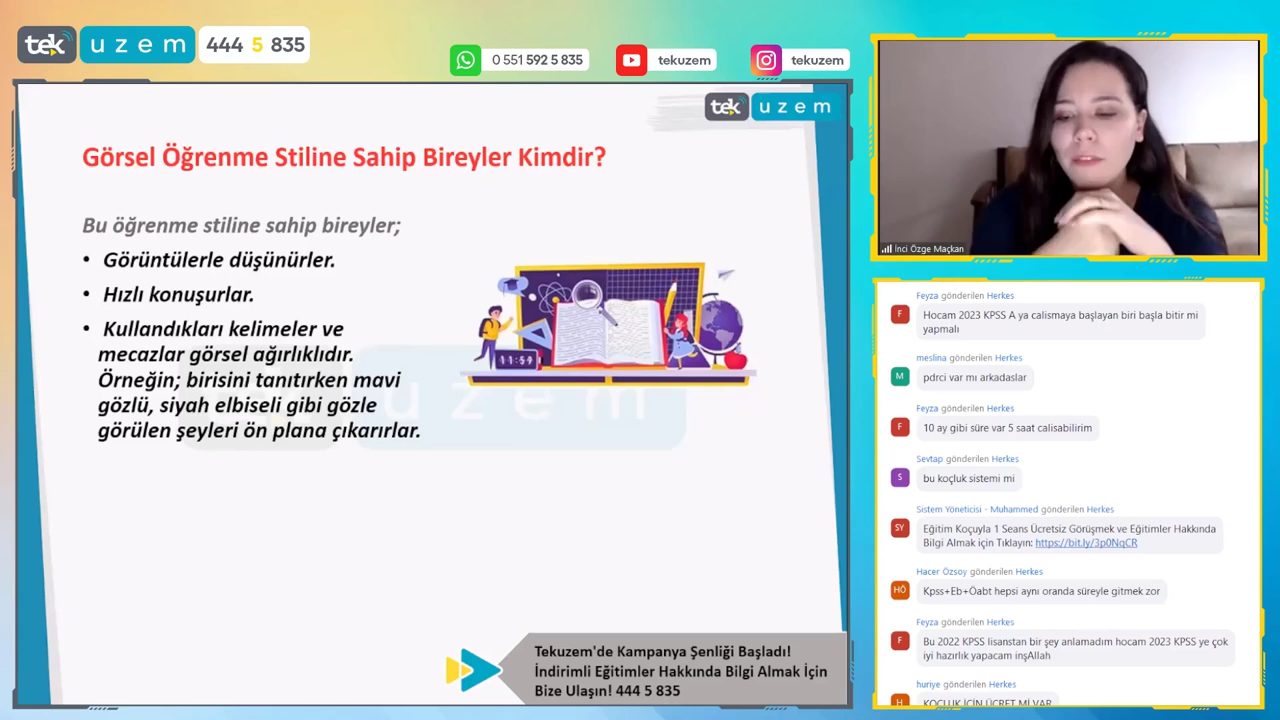 tek uzem 444 5 835
0 551 592 5 835
tekuzem
tekuzem
tek uzem
Görsel Öğrenme Stiline Sahip Bireyler Kimdir?
Bu öğrenme stiline sahip bireyler;
• Görüntülerle düşünürler.
• Hızlı konuşurlar.
• Kullandıkları kelimeler ve
mecazlar görsel ağırlıklıdır.
Örneğin; birisini tanıtırken mavi
gözlü, siyah elbiseli gibi gözle
görülen şeyleri ön plana çıkarırlar.
11:59
uzem
Tekuzem'de Kampanya Şenliği Başladı!
İndirimli Eğitimler Hakkında Bilgi Almak İçin
Bize Ulaşın! 444 5 835
İnci Özge Maçkan
Feyza gönderilen Herkes
F
Hocam 2023 KPSS A ya calismaya başlayan biri başla bitir mi
yapmalı
meslina gönderilen Herkes
M
pdrci var mı arkadaslar
Feyza gönderilen Herkes
F
10 ay gibi süre var 5 saat calisabilirim
Sevtap gönderilen Herkes
S
bu koçluk sistemi mi
Sistem Yöneticisi - Muhammed gönderilen Herkes
SY
Eğitim Koçuyla 1 Seans Ücretsiz Görüşmek ve Eğitimler Hakkında
Bilgi Almak için Tıklayın: https://bit.ly/3p0NqCR
Hacer Özsoy gönderilen Herkes
HÖ
Kpss+Eb+Öabt hepsi aynı oranda süreyle gitmek zor
Feyza gönderilen Herkes
F
Bu 2022 KPSS lisanstan bir şey anlamadım hocam 2023 KPSS ye çok
iyi hazırlık yapacam inşAllah
huriye gönderilen Herkes
H
KOÇLUK İÇİN ÜCRET Mİ VAR